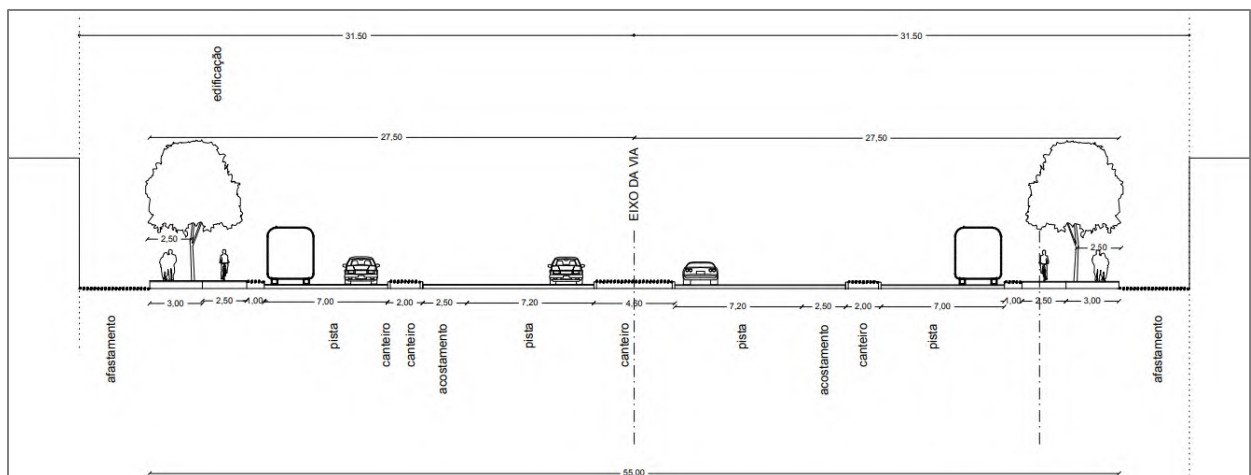 31.50
31.50
edificação
27,50
27,50
EIXO DA VIA
2,50
2,50
3,00
2,50
1,00
7,00
2,00
2,50
7,20
4,60
7,20
2,50
2,00
7,00
1,00
2,50
3,00
afastamento
pista
canteiro
canteiro
acostamento
pista
canteiro
pista
acostamento
canteiro
pista
afastamento
55.00